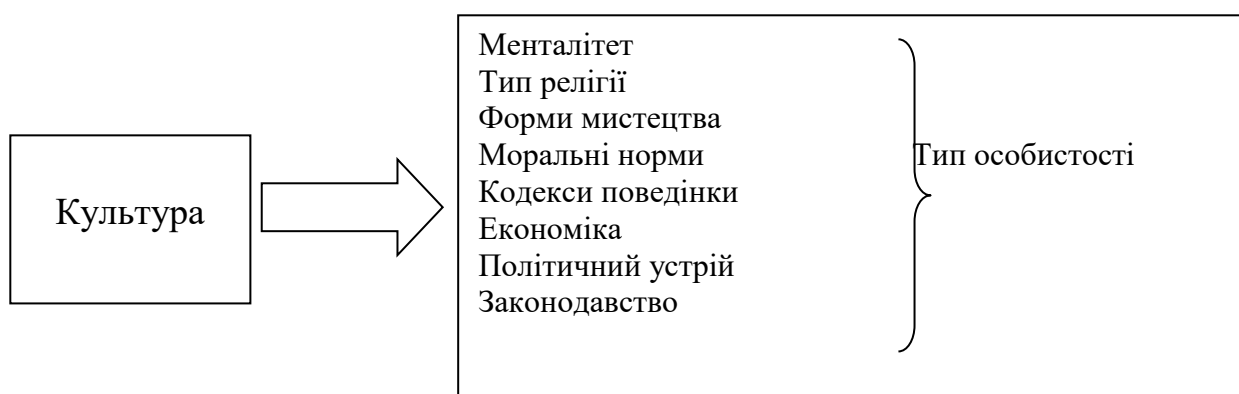 Культура
Менталітет
Тип релігії
Форми мистецтва
Моральні норми
Кодекси поведінки
Економіка
Політичний устрій
Законодавство
Тип особистості